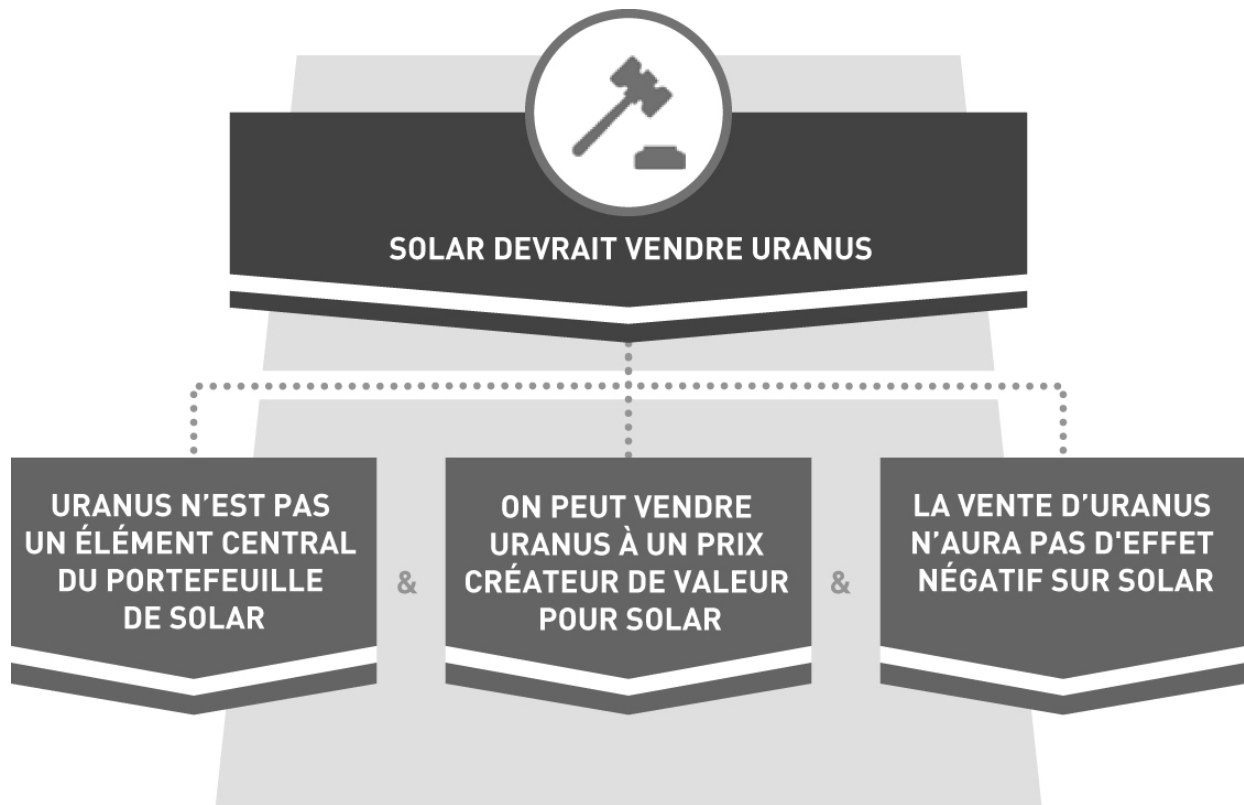 SOLAR DEVRAIT VENDRE URANUS
URANUS N’EST PAS
UN ÉLÉMENT CENTRAL
DU PORTEFEUILLE
DE SOLAR
&
ON PEUT VENDRE
URANUS À UN PRIX
CRÉATEUR DE VALEUR
POUR SOLAR
&
LA VENTE D’URANUS
N’AURA PAS D'EFFET
NÉGATIF SUR SOLAR